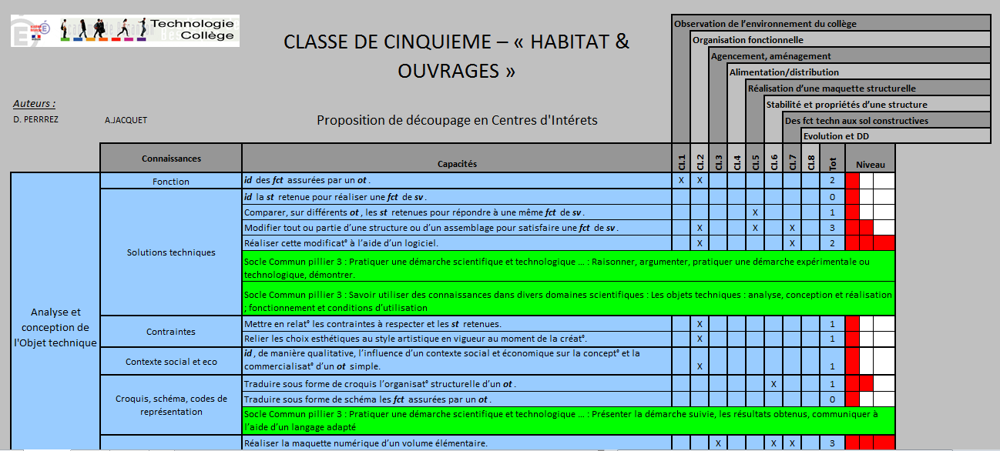 Technologie
Collège
CLASSE DE CINQUIEME – « HABITAT &
OUVRAGES »
Auteurs :
D. PERRREZ A.JACQUET
Proposition de découpage en Centres d'Intérets
Observation de l'environement du collège
Organisation fonctionnelle
Agencement, aménagement
Alimentation/distribution
Réalisation d'une maquette structurelle
Stabilité et propriétés d'une structure
Des fct techn aux sol constructives
Evolution et DD
Connaissances Capacités CI.1 CI.2 CI.3 CI.4 CI.5 CI.6 CI.7 CI.8 Tot Niveau
Analyse et
conception de
l'Objet technique
Fonction id des fct assurées par un ot . X X 2
Solutions techniques
id la st retenue pour réaliser une fct de sv . 0
Comparer, sur différents ot , les st retenues pour répondre à une même fct de sv . X 1
Modifier tout ou partie d'une structure ou d'un assemblage pour satisfaire une fct de sv . X X X 3
Réaliser cette modificat° à l'aide d'un logiciel. X X 2
Socle Commun pillier 3 : Pratiquer une démarche scientifique et technologique ... : Raisonner, argumenter, pratiquer une démarche expérimentale ou
technologique, démontrer.
Socle Commun pillier 3 : Savoir utiliser des connaissances dans divers domaines scientifiques : Les objets techniques : analyse, conception et réalisation
; fonctionnement et conditions d'utilisation
Contraintes
Mettre en relat° les contraintes à respecter et les st retenues. X 1
Relier les choix esthétiques au style artistique en vigueur au moment de la créat°. X 1
Contexte social et eco
id , de manière qualitative, l'influence d'un contexte social et économique sur la concept° et la
commercialisat° d'un ot simple. X 1
Croquis, schéma, codes de
représentation
Traduire sous forme de croquis l'organisat° structurelle d'un ot . X 1
Traduire sous forme de schéma les fct assurées par un ot . 0
Socle Commun pillier 3 : Pratiquer une démarche scientifique et technologique ... : Présenter la démarche suivie, les résultats obtenus, communiquer à
l'aide d'un langage adapté
Réaliser la maquette numérique d'un volume élémentaire. X X X 3